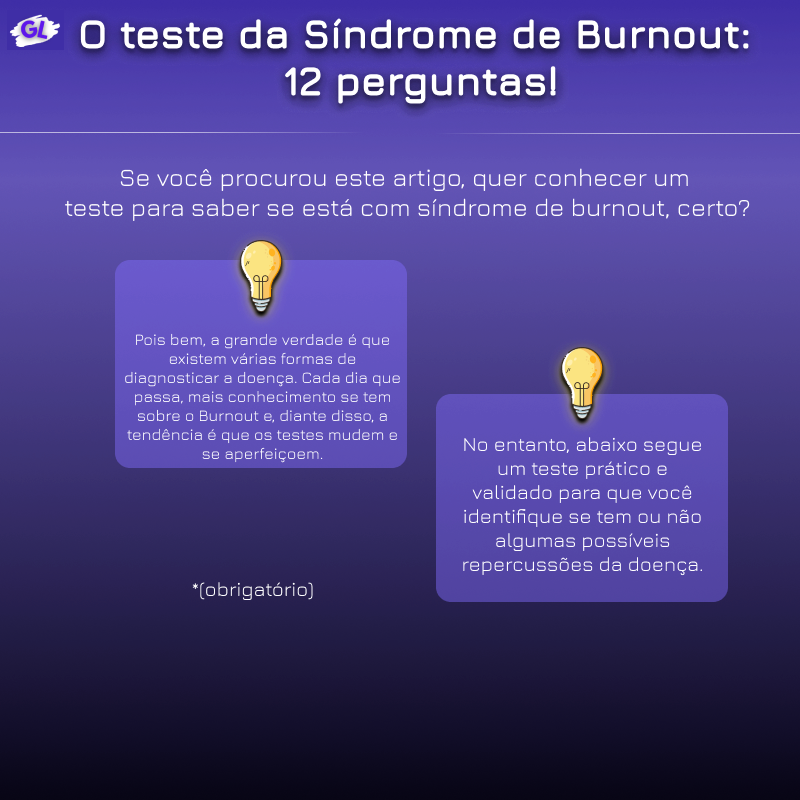 GL
O teste da Síndrome de Burnout:
12 perguntas!
Se você procurou este artigo, quer conhecer um
teste para saber se está com síndrome de burnout, certo?
Pois bem, a grande verdade é que
existem várias formas de
diagnosticar a doença. Cada dia que
passa, mais conhecimento se tem
sobre o Burnout e, diante disso, a
tendência é que os testes mudem e
se aperfeiçoem.
No entanto, abaixo segue
um teste prático e
validado para que você
identifique se tem ou não
algumas possíveis
repercussões da doença.
*(obrigatório)